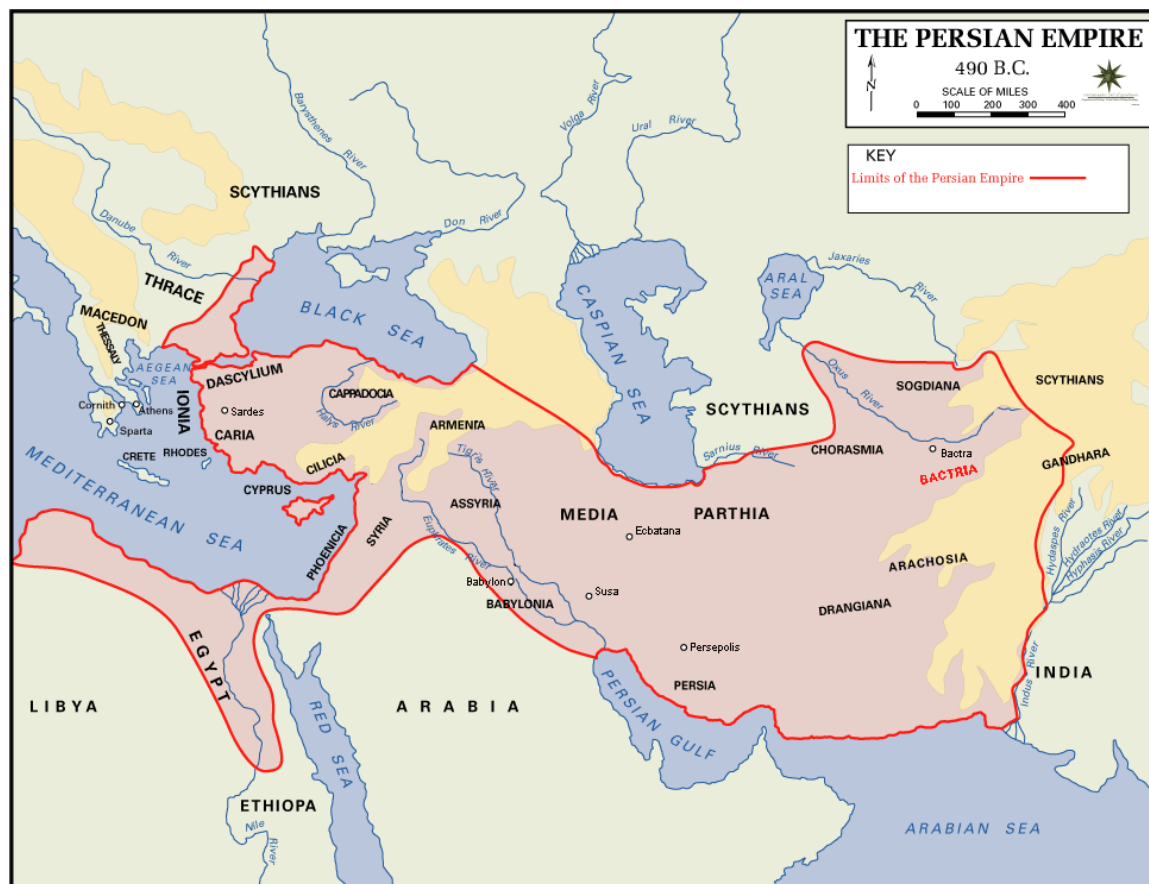 THE PERSIAN EMPIRE
490 B.C.
N
SCALE OF MILES
0 100 200 300 400
KEY
Limits of the Persian Empire
Barysthenes River
Volga River
Ural River
SCYTHIANS
Danube River
Don River
THRACE
BLACK SEA
CASPIAN SEA
ARAL SEA
Jaxaries River
MACEDON
THESSALY
AEGEAN SEA
DASCYLIUM
IONIA
CAPPADOCIA
Halys River
Oxus River
SOGDIANA
SCYTHIANS
Cornith
Athens
Sparta
Sardes
CARIA
ARMENIA
SCYTHIANS
CHORASMIA
Sarnius River
Bactra
BACTRIA
GANDHARA
CRETE
RHODES
CILICIA
CYPRUS
MEDITERRANEAN SEA
PHOENICIA
SYRIA
Tigris River
ASSYRIA
Euphrates River
MEDIA
PARTHIA
Ecbatana
ARACHOSIA
Hydaspes River
Hydraotes River
Hyphasis River
Babylon
BABYLONIA
Susa
DRANGIANA
EGYPT
Persepolis
PERSIA
Indus River
INDIA
LIBYA
ARABIA
RED SEA
PERSIAN GULF
ETHIOPA
Nile River
ARABIAN SEA